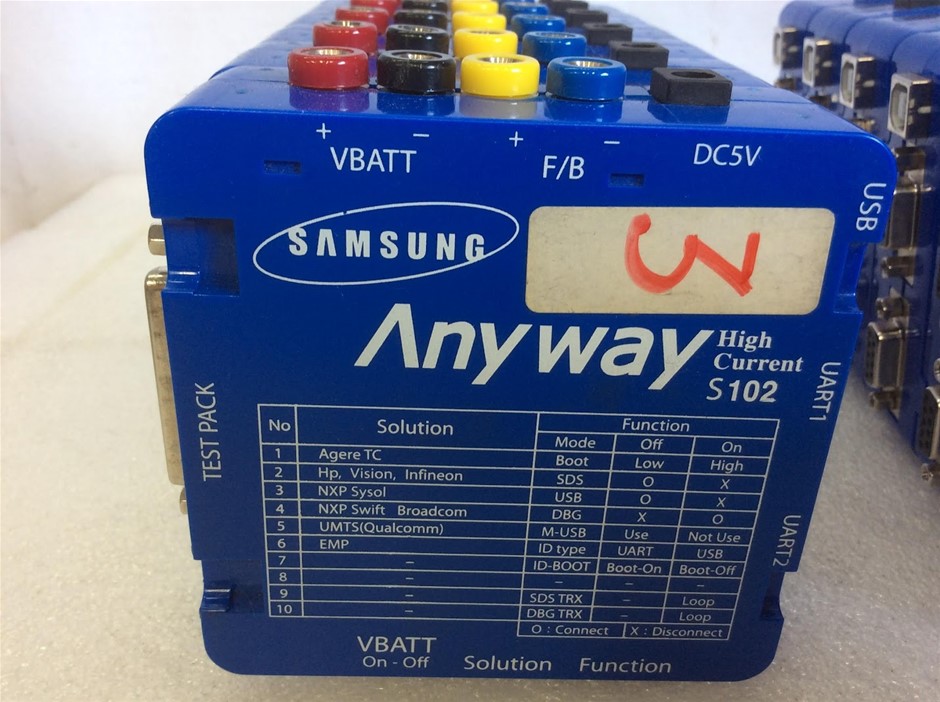 + − + −
VBATT F/B DC5V
USB
SAMSUNG
3
Anyway High
Current
S102
UART1
TEST PACK
No Solution Function
Mode Off On
1 Agere TC Boot Low High
2 Hp, Vision, Infineon SDS O X
3 NXP Sysol USB O X
4 NXP Swift Broadcom DBG X O
5 UMTS(Qualcomm) M-USB Use Not Use
6 EMP ID type UART USB
7 − ID-BOOT Boot-On Boot-Off
8 − − − −
9 − SDS TRX − Loop
10 − DBG TRX − Loop
O : Connect X : Disconnect
UART2
VBATT
On - Off Solution Function